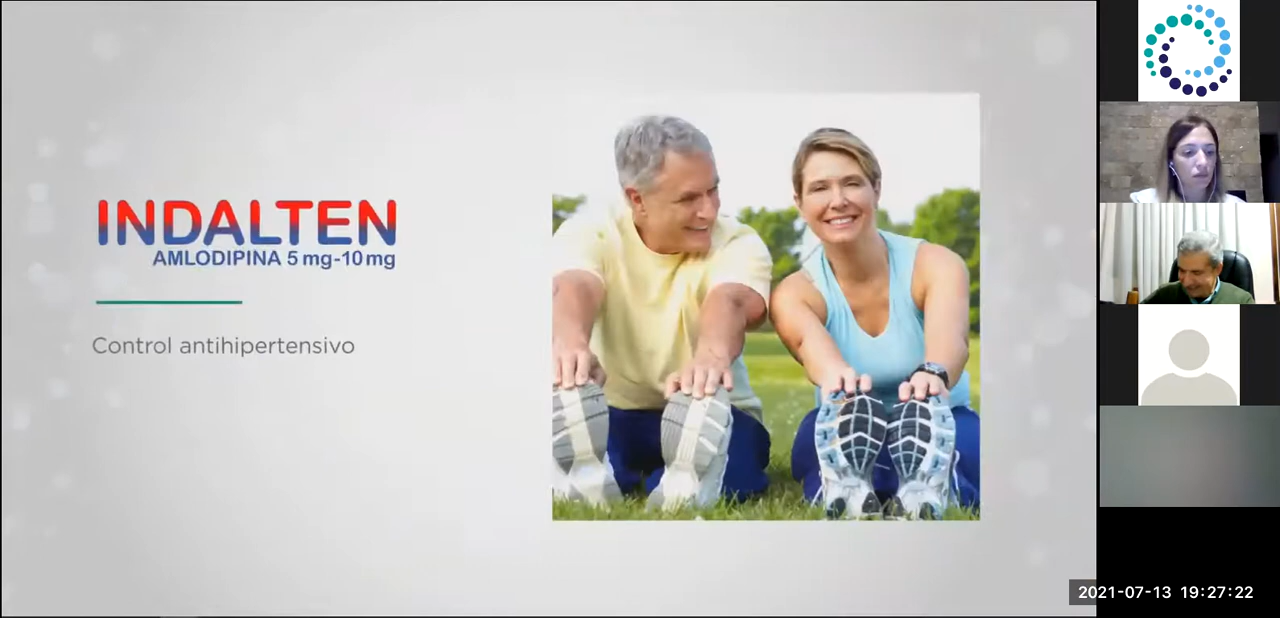 INDALTEN
AMLODIPINA 5 mg-10 mg
Control antihipertensivo
2021-07-13 19:27:22